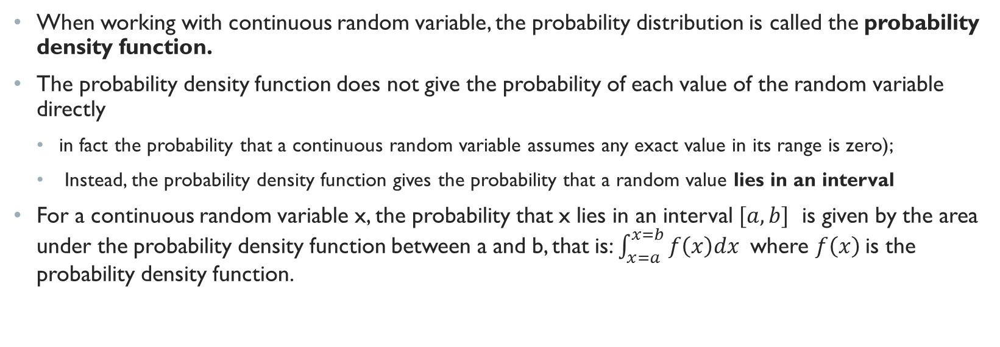 • When working with continuous random variable, the probability distribution is called the probability
density function.
• The probability density function does not give the probability of each value of the random variable
directly
• in fact the probability that a continuous random variable assumes any exact value in its range is zero);
• Instead, the probability density function gives the probability that a random value lies in an interval
• For a continuous random variable x, the probability that x lies in an interval [a, b] is given by the area
under the probability density function between a and b, that is: ∫_{x=a}^{x=b} f(x)dx where f(x) is the
probability density function.